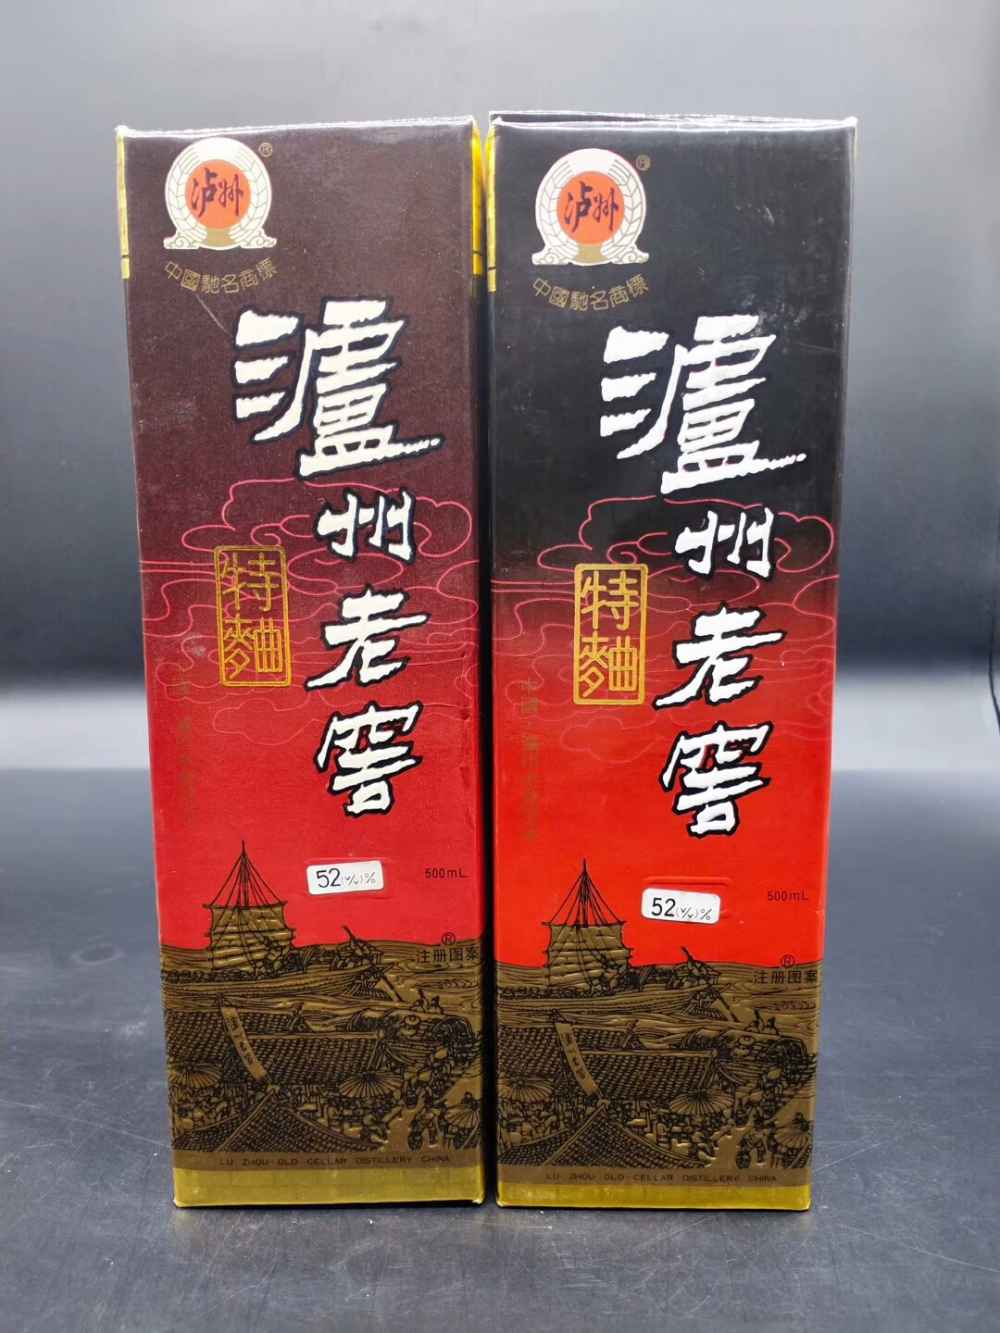 泸州
®
中國馳名商標
瀘州老窖
特麯
52(v/v)%
500mL
®
注册图案
LU ZHOU OLD CELLAR DISTILLERY CHINA
泸州
®
中國馳名商標
瀘州老窖
特麯
52(v/v)%
500mL
®
注册图案
LU ZHOU OLD CELLAR DISTILLERY CHINA